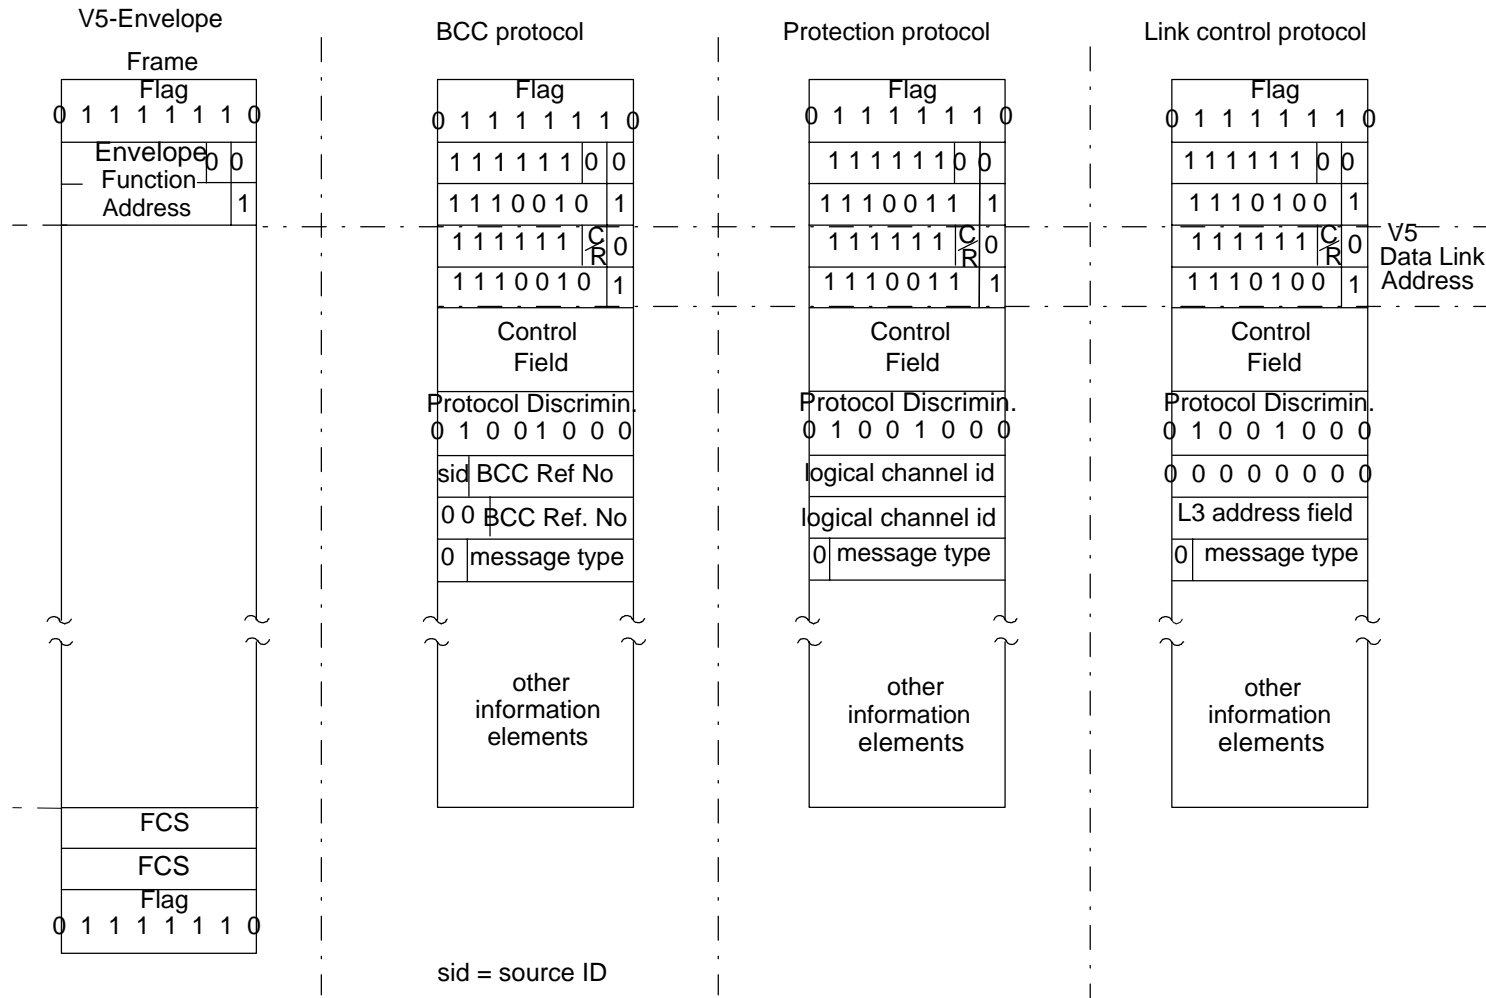 V5-Envelope
Frame
Flag
0 1 1 1 1 1 1 0
Envelope 0 0
Function
Address 1
FCS
FCS
Flag
0 1 1 1 1 1 1 0
BCC protocol
Flag
0 1 1 1 1 1 1 0
1 1 1 1 1 1 0 0
1 1 1 0 0 1 0 1
1 1 1 1 1 1 C/R 0
1 1 1 0 0 1 0 1
Control
Field
Protocol Discrimin.
0 1 0 0 1 0 0 0
sid BCC Ref No
0 0 BCC Ref. No
0 message type
other
information
elements
sid = source ID
Protection protocol
Flag
0 1 1 1 1 1 1 0
1 1 1 1 1 1 0 0
1 1 1 0 0 1 1 1
1 1 1 1 1 1 C/R 0
1 1 1 0 0 1 1 1
Control
Field
Protocol Discrimin.
0 1 0 0 1 0 0 0
logical channel id
logical channel id
0 message type
other
information
elements
Link control protocol
Flag
0 1 1 1 1 1 1 0
1 1 1 1 1 1 0 0
1 1 1 0 1 0 0 1
1 1 1 1 1 1 C/R 0
1 1 1 0 1 0 0 1
Control
Field
Protocol Discrimin.
0 1 0 0 1 0 0 0
0 0 0 0 0 0 0 0
L3 address field
0 message type
other
information
elements
V5
Data Link
Address